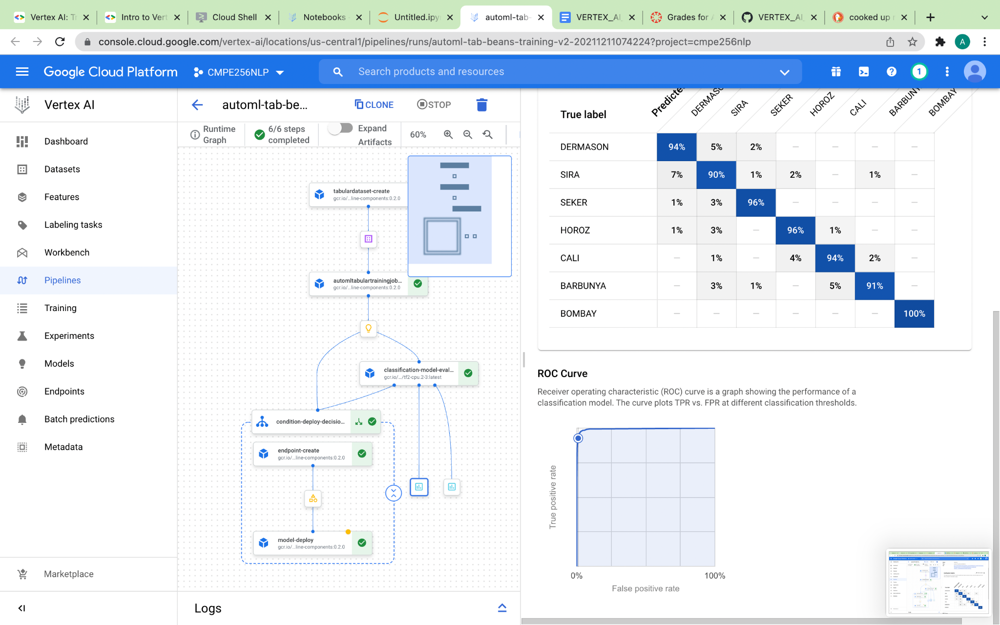 Vertex AI: T
Intro to Vert
Cloud Shell
Notebooks
Untitled.ipy
automl-tab-
VERTEX_AI_
Grades for
VERTEX_AI_
cooked up
console.cloud.google.com/vertex-ai/locations/us-central1/pipelines/runs/automl-tab-beans-training-v2-20211211074224?project=cmpe256nlp
A
Google Cloud Platform
CMPE256NLP
Search products and resources
1
Vertex AI
Dashboard
Datasets
Features
Labeling tasks
Workbench
Pipelines
Training
Experiments
Models
Endpoints
Batch predictions
Metadata
Marketplace
automl-tab-be...
CLONE
STOP
Runtime
Graph
6/6 steps
completed
Expand
Artifacts
60%
tabulardataset-create
gcr.io/...line-components:0.2.0
automltabulartrainingjob...
gcr.io/...line-components:0.2.0
classification-model-eval...
gcr.io/.../tf2-cpu.2-3:latest
condition-deploy-decisio...
endpoint-create
gcr.io/...line-components:0.2.0
model-deploy
gcr.io/...line-components:0.2.0
Logs
True label
Predicte
DERMASO
SIRA
SEKER
HOROZ
CALI
BARBUNY
BOMBAY
DERMASON 94% 5% 2% — — — —
SIRA 7% 90% 1% 2% — 1% —
SEKER 1% 3% 96% — — — —
HOROZ 1% 3% — 96% 1% — —
CALI — 1% — 4% 94% 2% —
BARBUNYA — 3% 1% — 5% 91% —
BOMBAY — — — — — — 100%
ROC Curve
Receiver operating characteristic (ROC) curve is a graph showing the performance of a
classification model. The curve plots TPR vs. FPR at different classification thresholds.
True positive rate
0%
100%
False positive rate